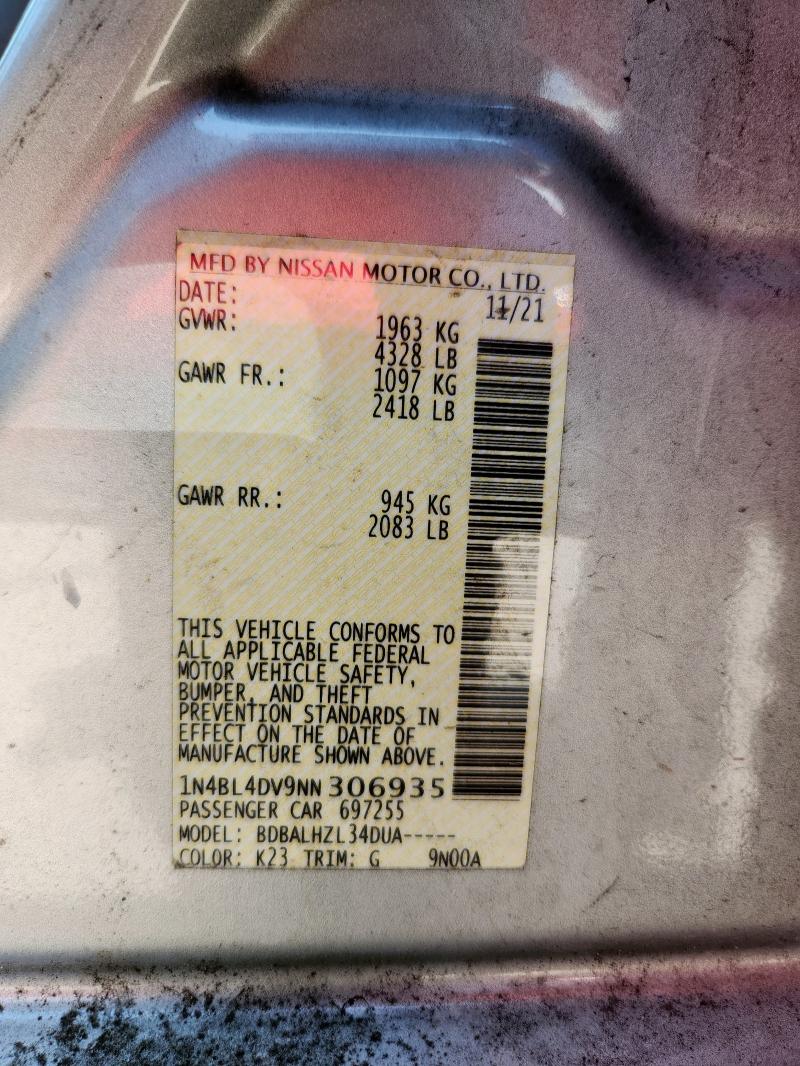 MFD BY NISSAN MOTOR CO., LTD.
DATE: 11/21
GVWR: 1963 KG
4328 LB
GAWR FR.: 1097 KG
2418 LB
GAWR RR.: 945 KG
2083 LB
THIS VEHICLE CONFORMS TO
ALL APPLICABLE FEDERAL
MOTOR VEHICLE SAFETY,
BUMPER, AND THEFT
PREVENTION STANDARDS IN
EFFECT ON THE DATE OF
MANUFACTURE SHOWN ABOVE.
1N4BL4DV9NN 306935
PASSENGER CAR 697255
MODEL: BDBALHZL34DUA-----
COLOR: K23 TRIM: G 9N00A